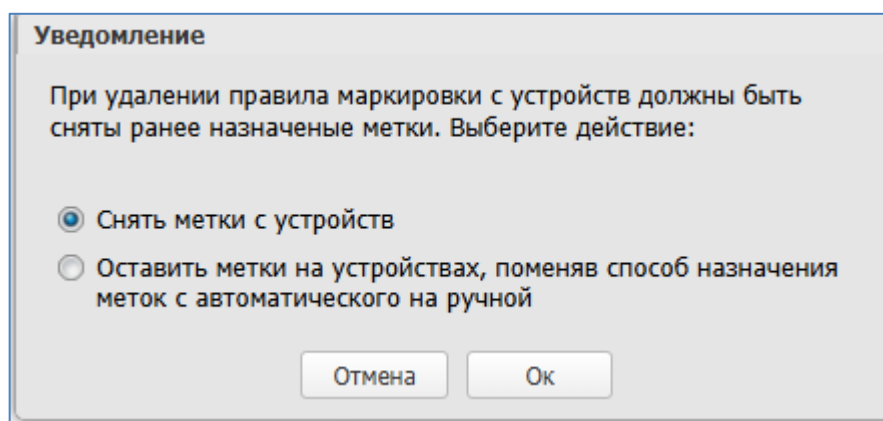 Уведомление
При удалении правила маркировки с устройств должны быть
сняты ранее назначеные метки. Выберите действие:
Снять метки с устройств
Оставить метки на устройствах, поменяв способ назначения
меток с автоматического на ручной
Отмена
Ок